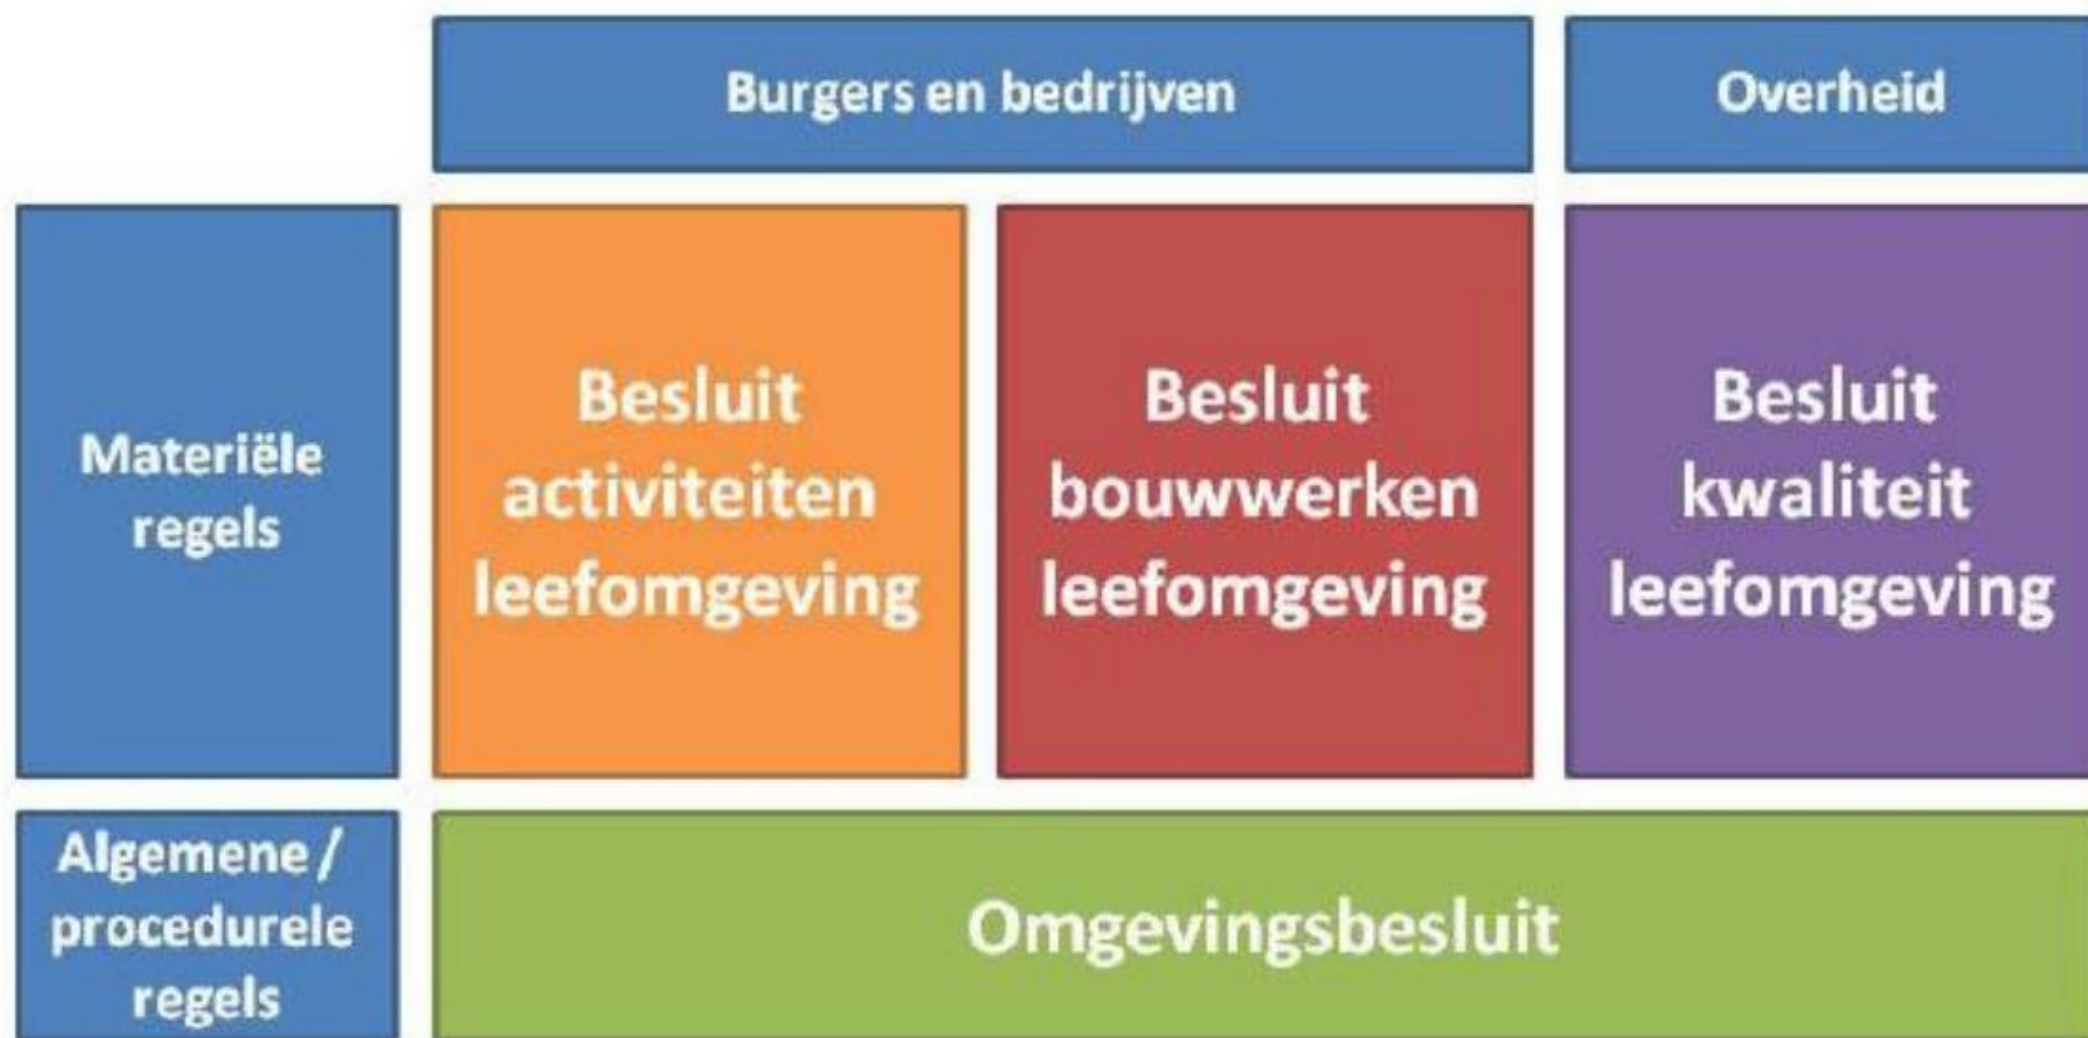 Burgers en bedrijven
Overheid
Materiële
regels
Besluit
activiteiten
leefomgeving
Besluit
bouwwerken
leefomgeving
Besluit
kwaliteit
leefomgeving
Algemene /
procedurele
regels
Omgevingsbesluit